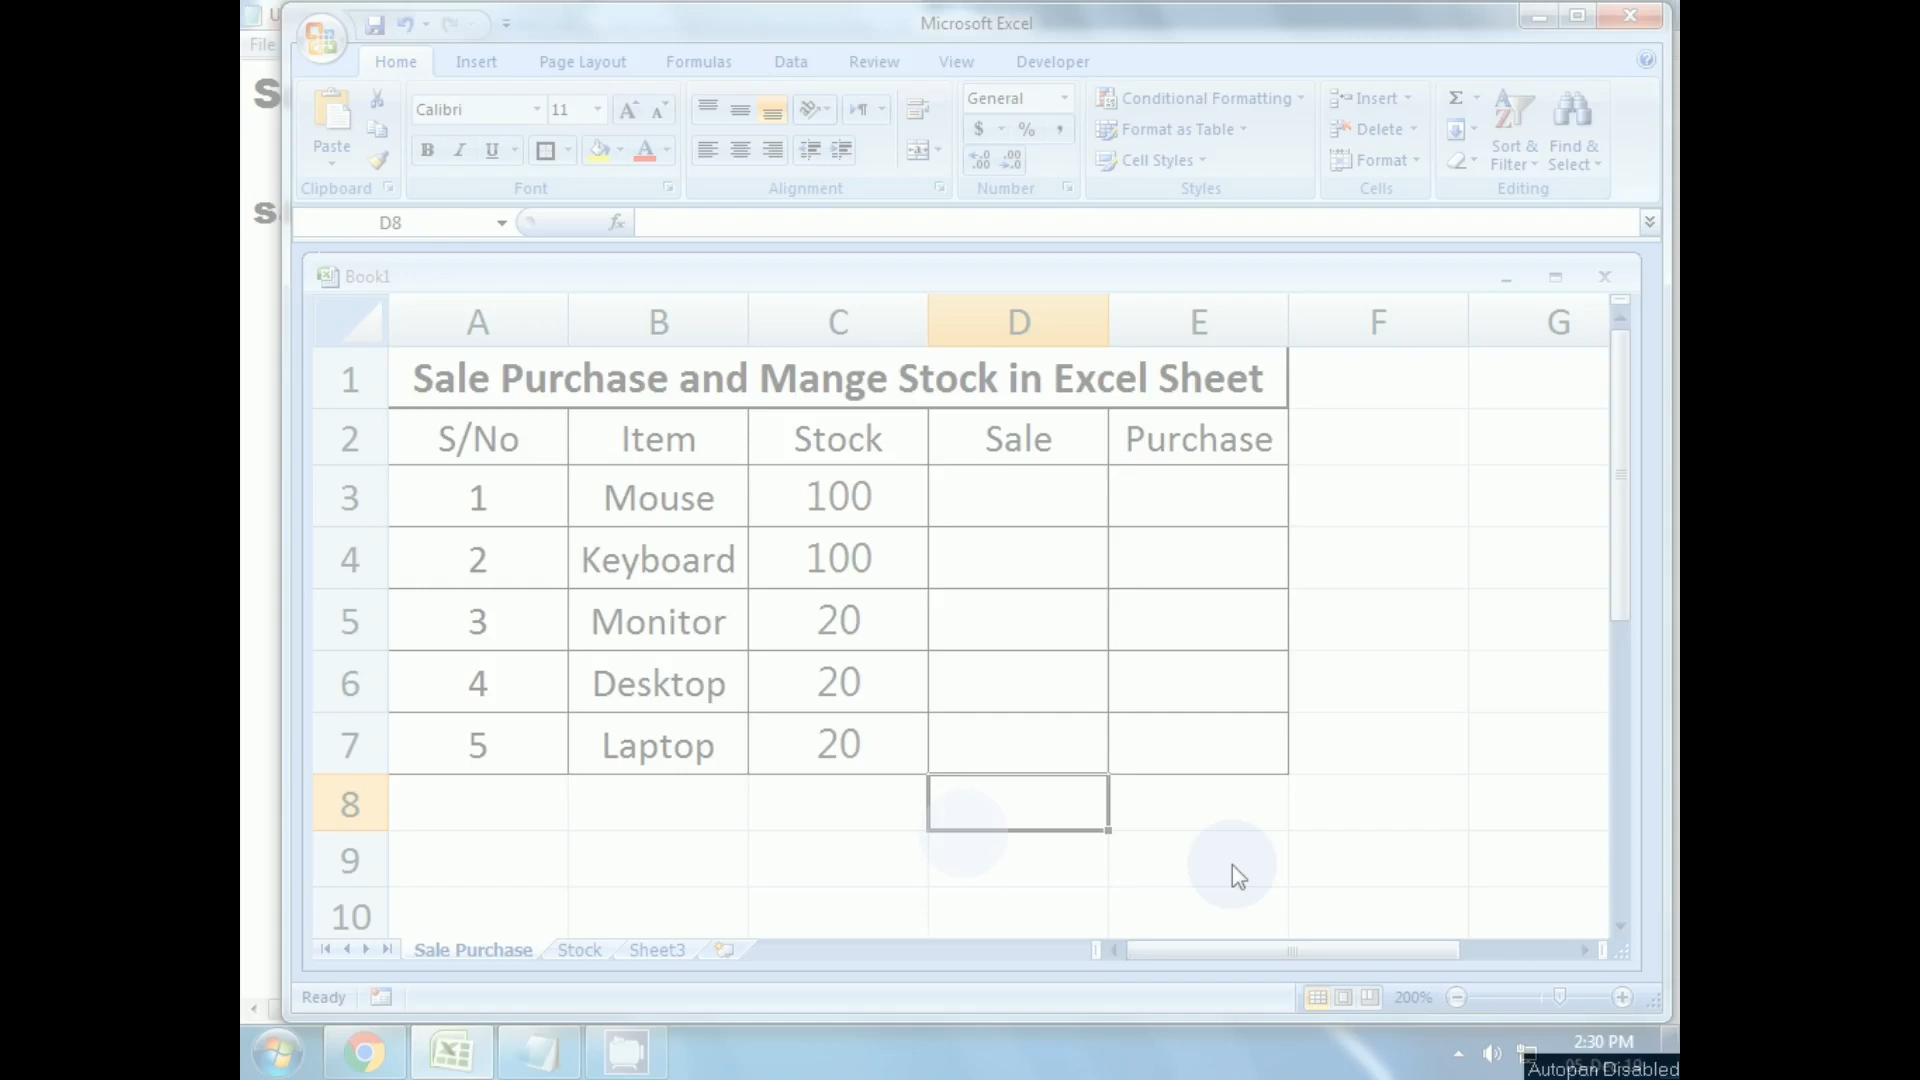 Microsoft Excel
File
Home Insert Page Layout Formulas Data Review View Developer
Calibri 11
General
Conditional Formatting
Insert
Format as Table
Delete
Paste
B I U
$ % ,
Cell Styles
Format
Sort & Filter
Find & Select
Clipboard Font Alignment Number Styles Cells Editing
D8 fx
Book1
A B C D E F G
1 Sale Purchase and Mange Stock in Excel Sheet
2 S/No Item Stock Sale Purchase
3 1 Mouse 100
4 2 Keyboard 100
5 3 Monitor 20
6 4 Desktop 20
7 5 Laptop 20
8
9
10
Sale Purchase Stock Sheet3
Ready 200%
2:30 PM
Autopan Disabled